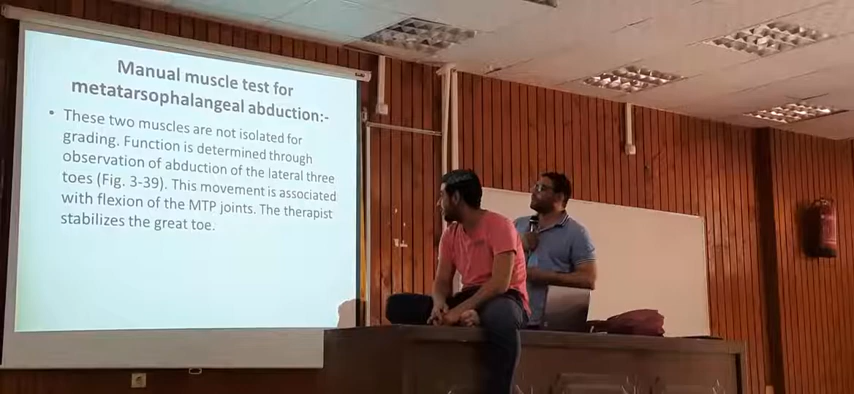 Manual muscle test for
metatarsophalangeal abduction:-
• These two muscles are not isolated for
grading. Function is determined through
observation of abduction of the lateral three
toes (Fig. 3-39). This movement is associated
with flexion of the MTP joints. The therapist
stabilizes the great toe.